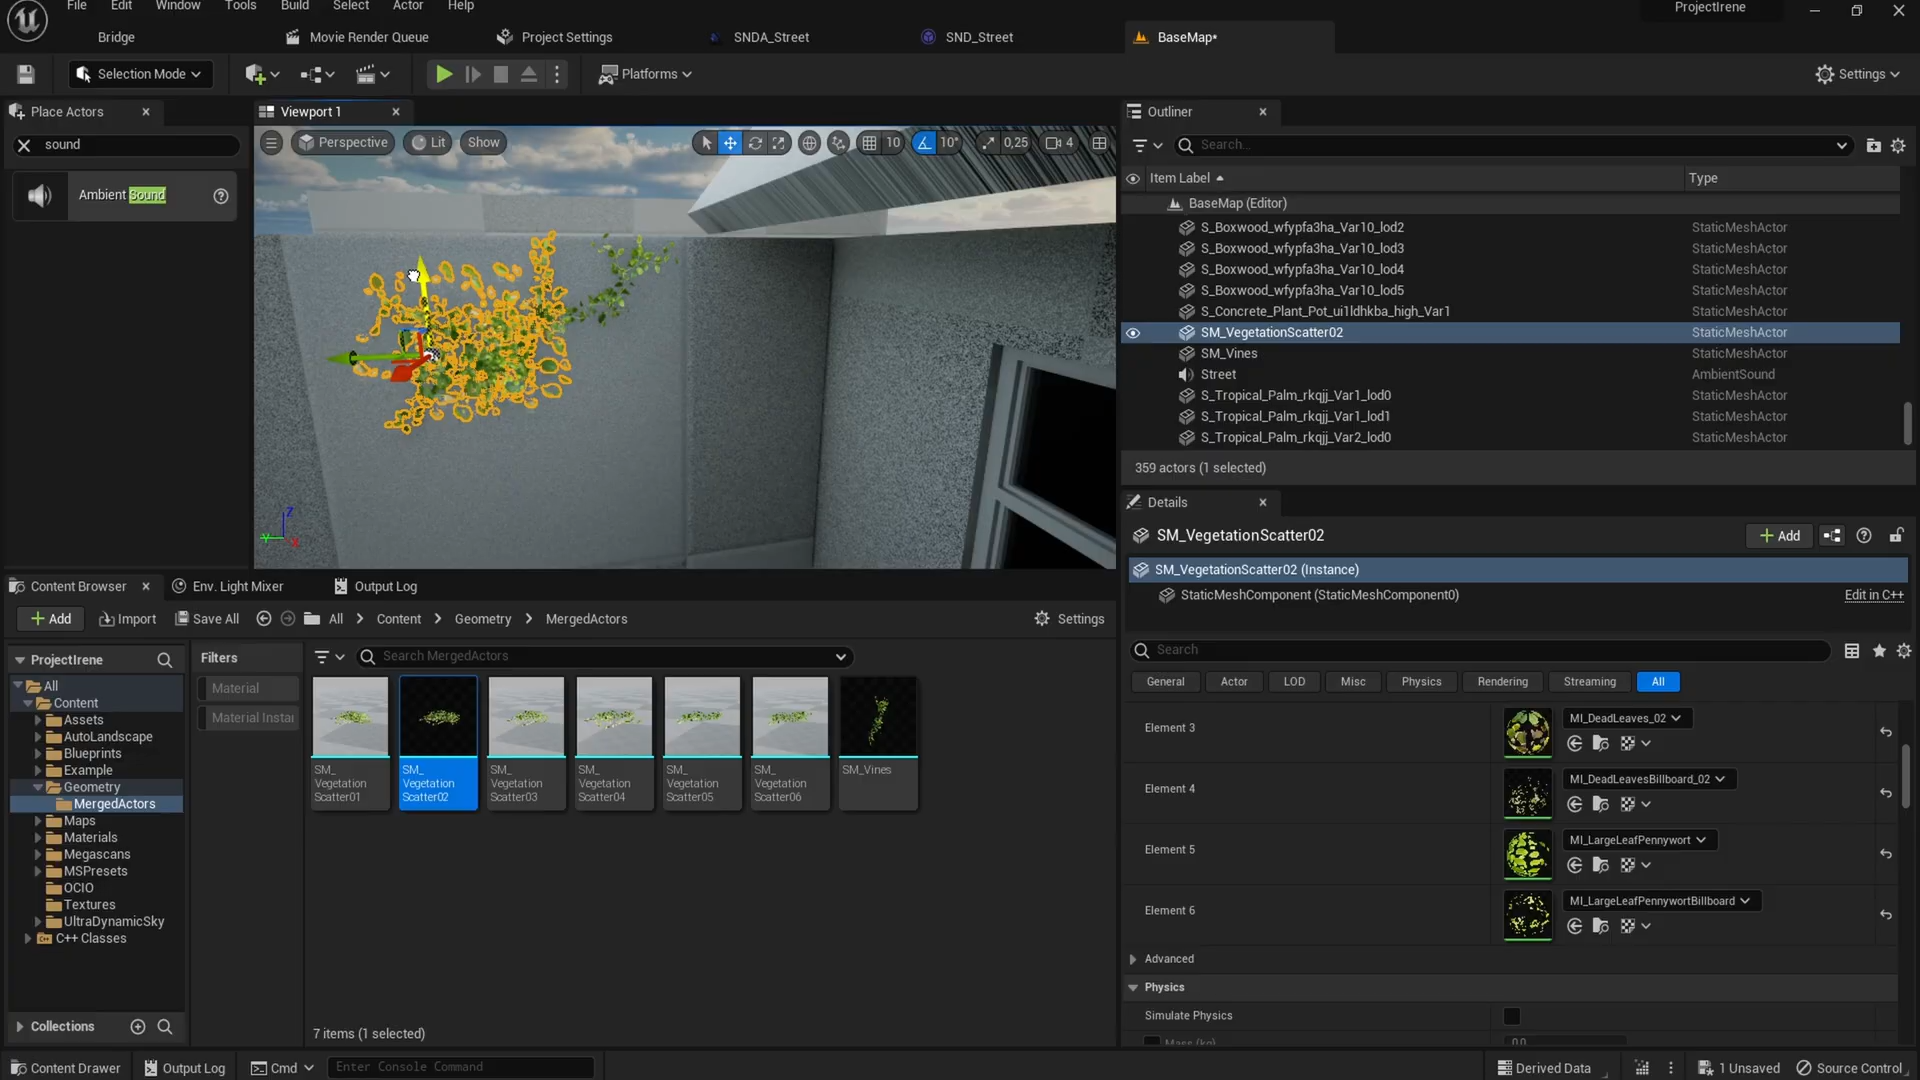 File Edit Window Tools Build Select Actor Help
ProjectIrene
Bridge
Movie Render Queue
Project Settings
SNDA_Street
SND_Street
BaseMap*
Selection Mode
Platforms
Settings
Place Actors
sound
Ambient Sound
Viewport 1
Perspective
Lit
Show
10
10°
0,25
4
Z
Y
X
Outliner
Search...
Item Label
Type
BaseMap (Editor)
S_Boxwood_wfypfa3ha_Var10_lod2 StaticMeshActor
S_Boxwood_wfypfa3ha_Var10_lod3 StaticMeshActor
S_Boxwood_wfypfa3ha_Var10_lod4 StaticMeshActor
S_Boxwood_wfypfa3ha_Var10_lod5 StaticMeshActor
S_Concrete_Plant_Pot_ui1ldhkba_high_Var1 StaticMeshActor
SM_VegetationScatter02 StaticMeshActor
SM_Vines StaticMeshActor
Street AmbientSound
S_Tropical_Palm_rkqjj_Var1_lod0 StaticMeshActor
S_Tropical_Palm_rkqjj_Var1_lod1 StaticMeshActor
S_Tropical_Palm_rkqjj_Var2_lod0 StaticMeshActor
359 actors (1 selected)
Details
SM_VegetationScatter02
Add
SM_VegetationScatter02 (Instance)
StaticMeshComponent (StaticMeshComponent0)
Edit in C++
Search
General Actor LOD Misc Physics Rendering Streaming All
Element 3
MI_DeadLeaves_02
Element 4
MI_DeadLeavesBillboard_02
Element 5
MI_LargeLeafPennywort
Element 6
MI_LargeLeafPennywortBillboard
Advanced
Physics
Simulate Physics
Mass (kg)
0.0
Content Browser
Env. Light Mixer
Output Log
Add
Import
Save All
All
Content
Geometry
MergedActors
Settings
ProjectIrene
All
Content
Assets
AutoLandscape
Blueprints
Example
Geometry
MergedActors
Maps
Materials
Megascans
MSPresets
OCIO
Textures
UltraDynamicSky
C++ Classes
Collections
Filters
Material
Material Instan
Search MergedActors
SM_
Vegetation
Scatter01
SM_
Vegetation
Scatter02
SM_
Vegetation
Scatter03
SM_
Vegetation
Scatter04
SM_
Vegetation
Scatter05
SM_
Vegetation
Scatter06
SM_Vines
7 items (1 selected)
Content Drawer
Output Log
Cmd
Enter Console Command
Derived Data
1 Unsaved
Source Control